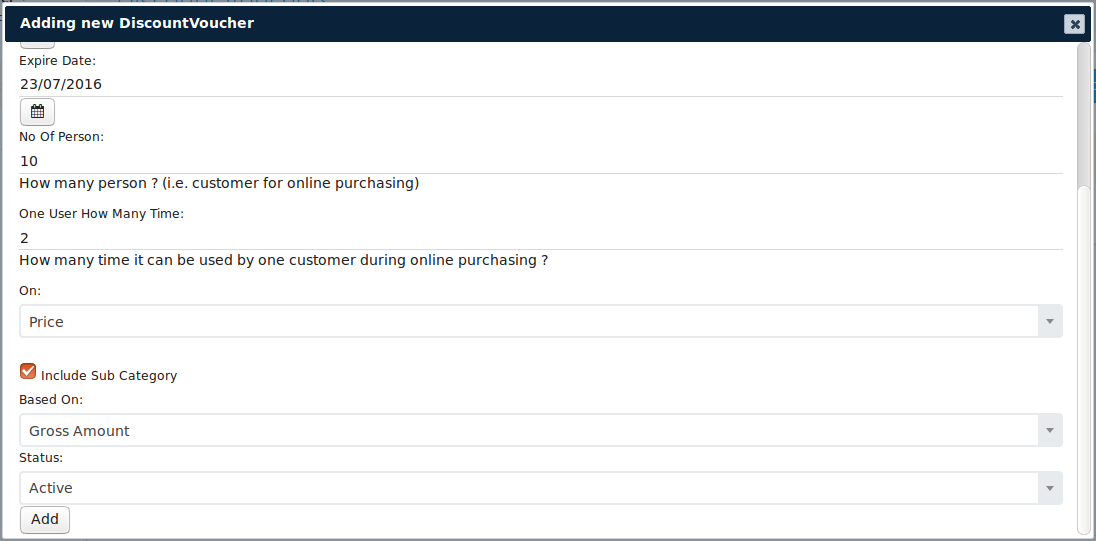 Adding new DiscountVoucher
Expire Date:
23/07/2016
No Of Person:
10
How many person ? (i.e. customer for online purchasing)
One User How Many Time:
2
How many time it can be used by one customer during online purchasing ?
On:
Price
Include Sub Category
Based On:
Gross Amount
Status:
Active
Add